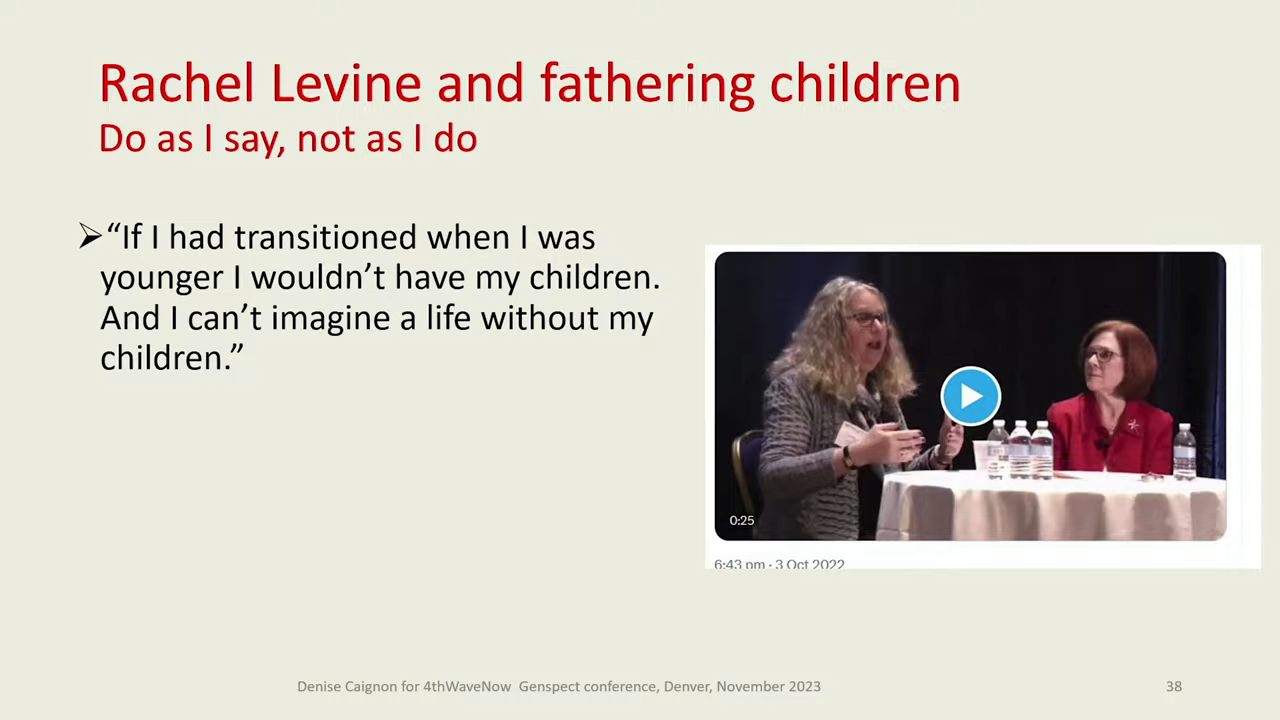 Rachel Levine and fathering children
Do as I say, not as I do
➢“If I had transitioned when I was
younger I wouldn’t have my children.
And I can’t imagine a life without my
children.”
0:25
6:43 pm · 3 Oct 2022
Denise Caignon for 4thWaveNow Genspect conference, Denver, November 2023
38